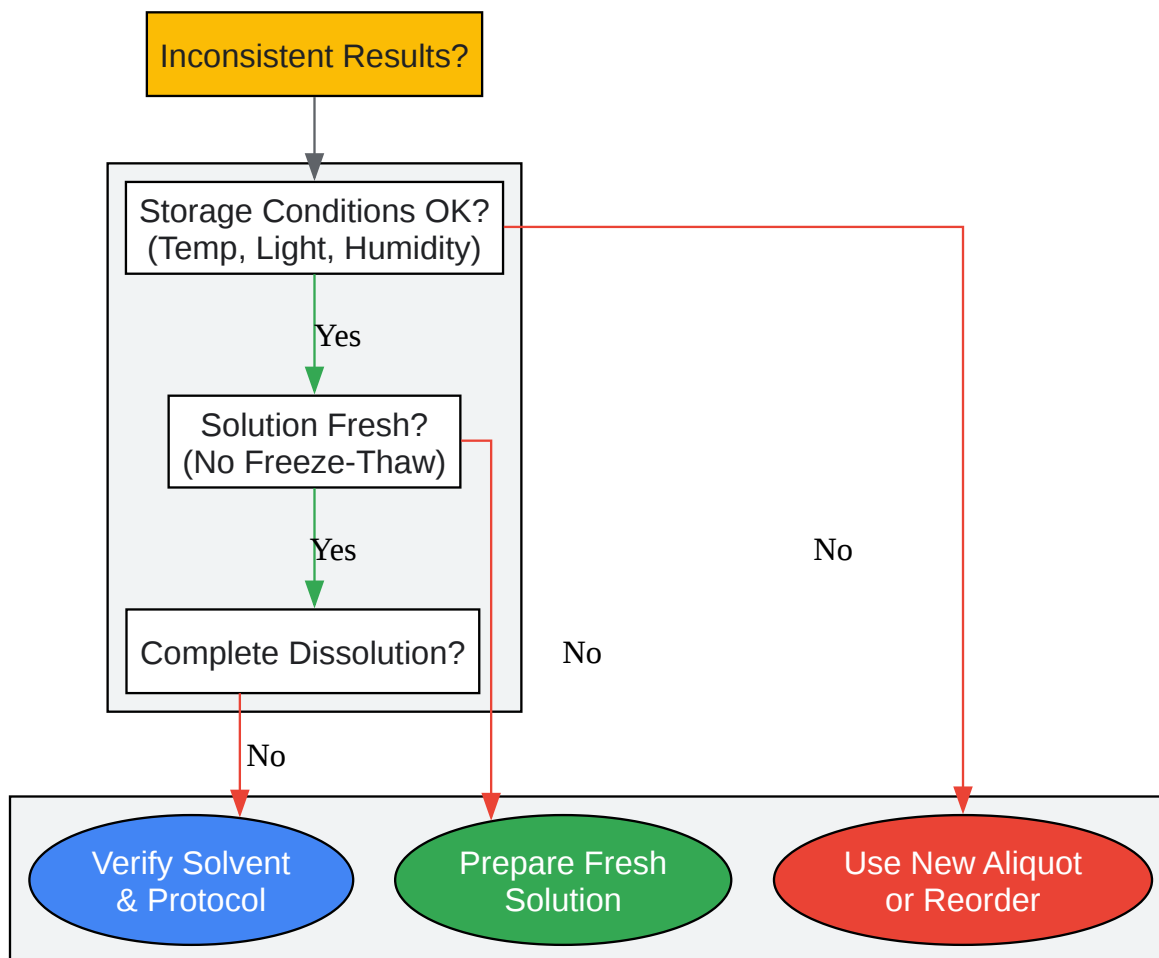 Inconsistent Results?
Storage Conditions OK?
(Temp, Light, Humidity)
Yes
Solution Fresh?
(No Freeze-Thaw)
Yes
No
Complete Dissolution?
No
No
Verify Solvent
& Protocol
Prepare Fresh
Solution
Use New Aliquot
or Reorder